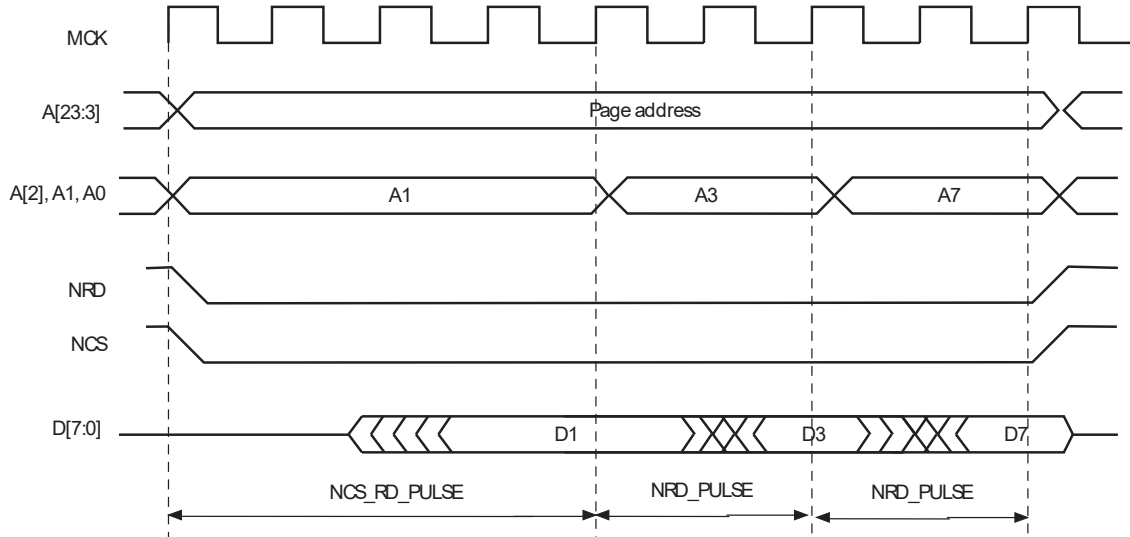 MCK
A[23:3]
Page address
A[2], A1, A0
A1
A3
A7
NRD
NCS
D[7:0]
D1
D3
D7
NCS_RD_PULSE
NRD_PULSE
NRD_PULSE